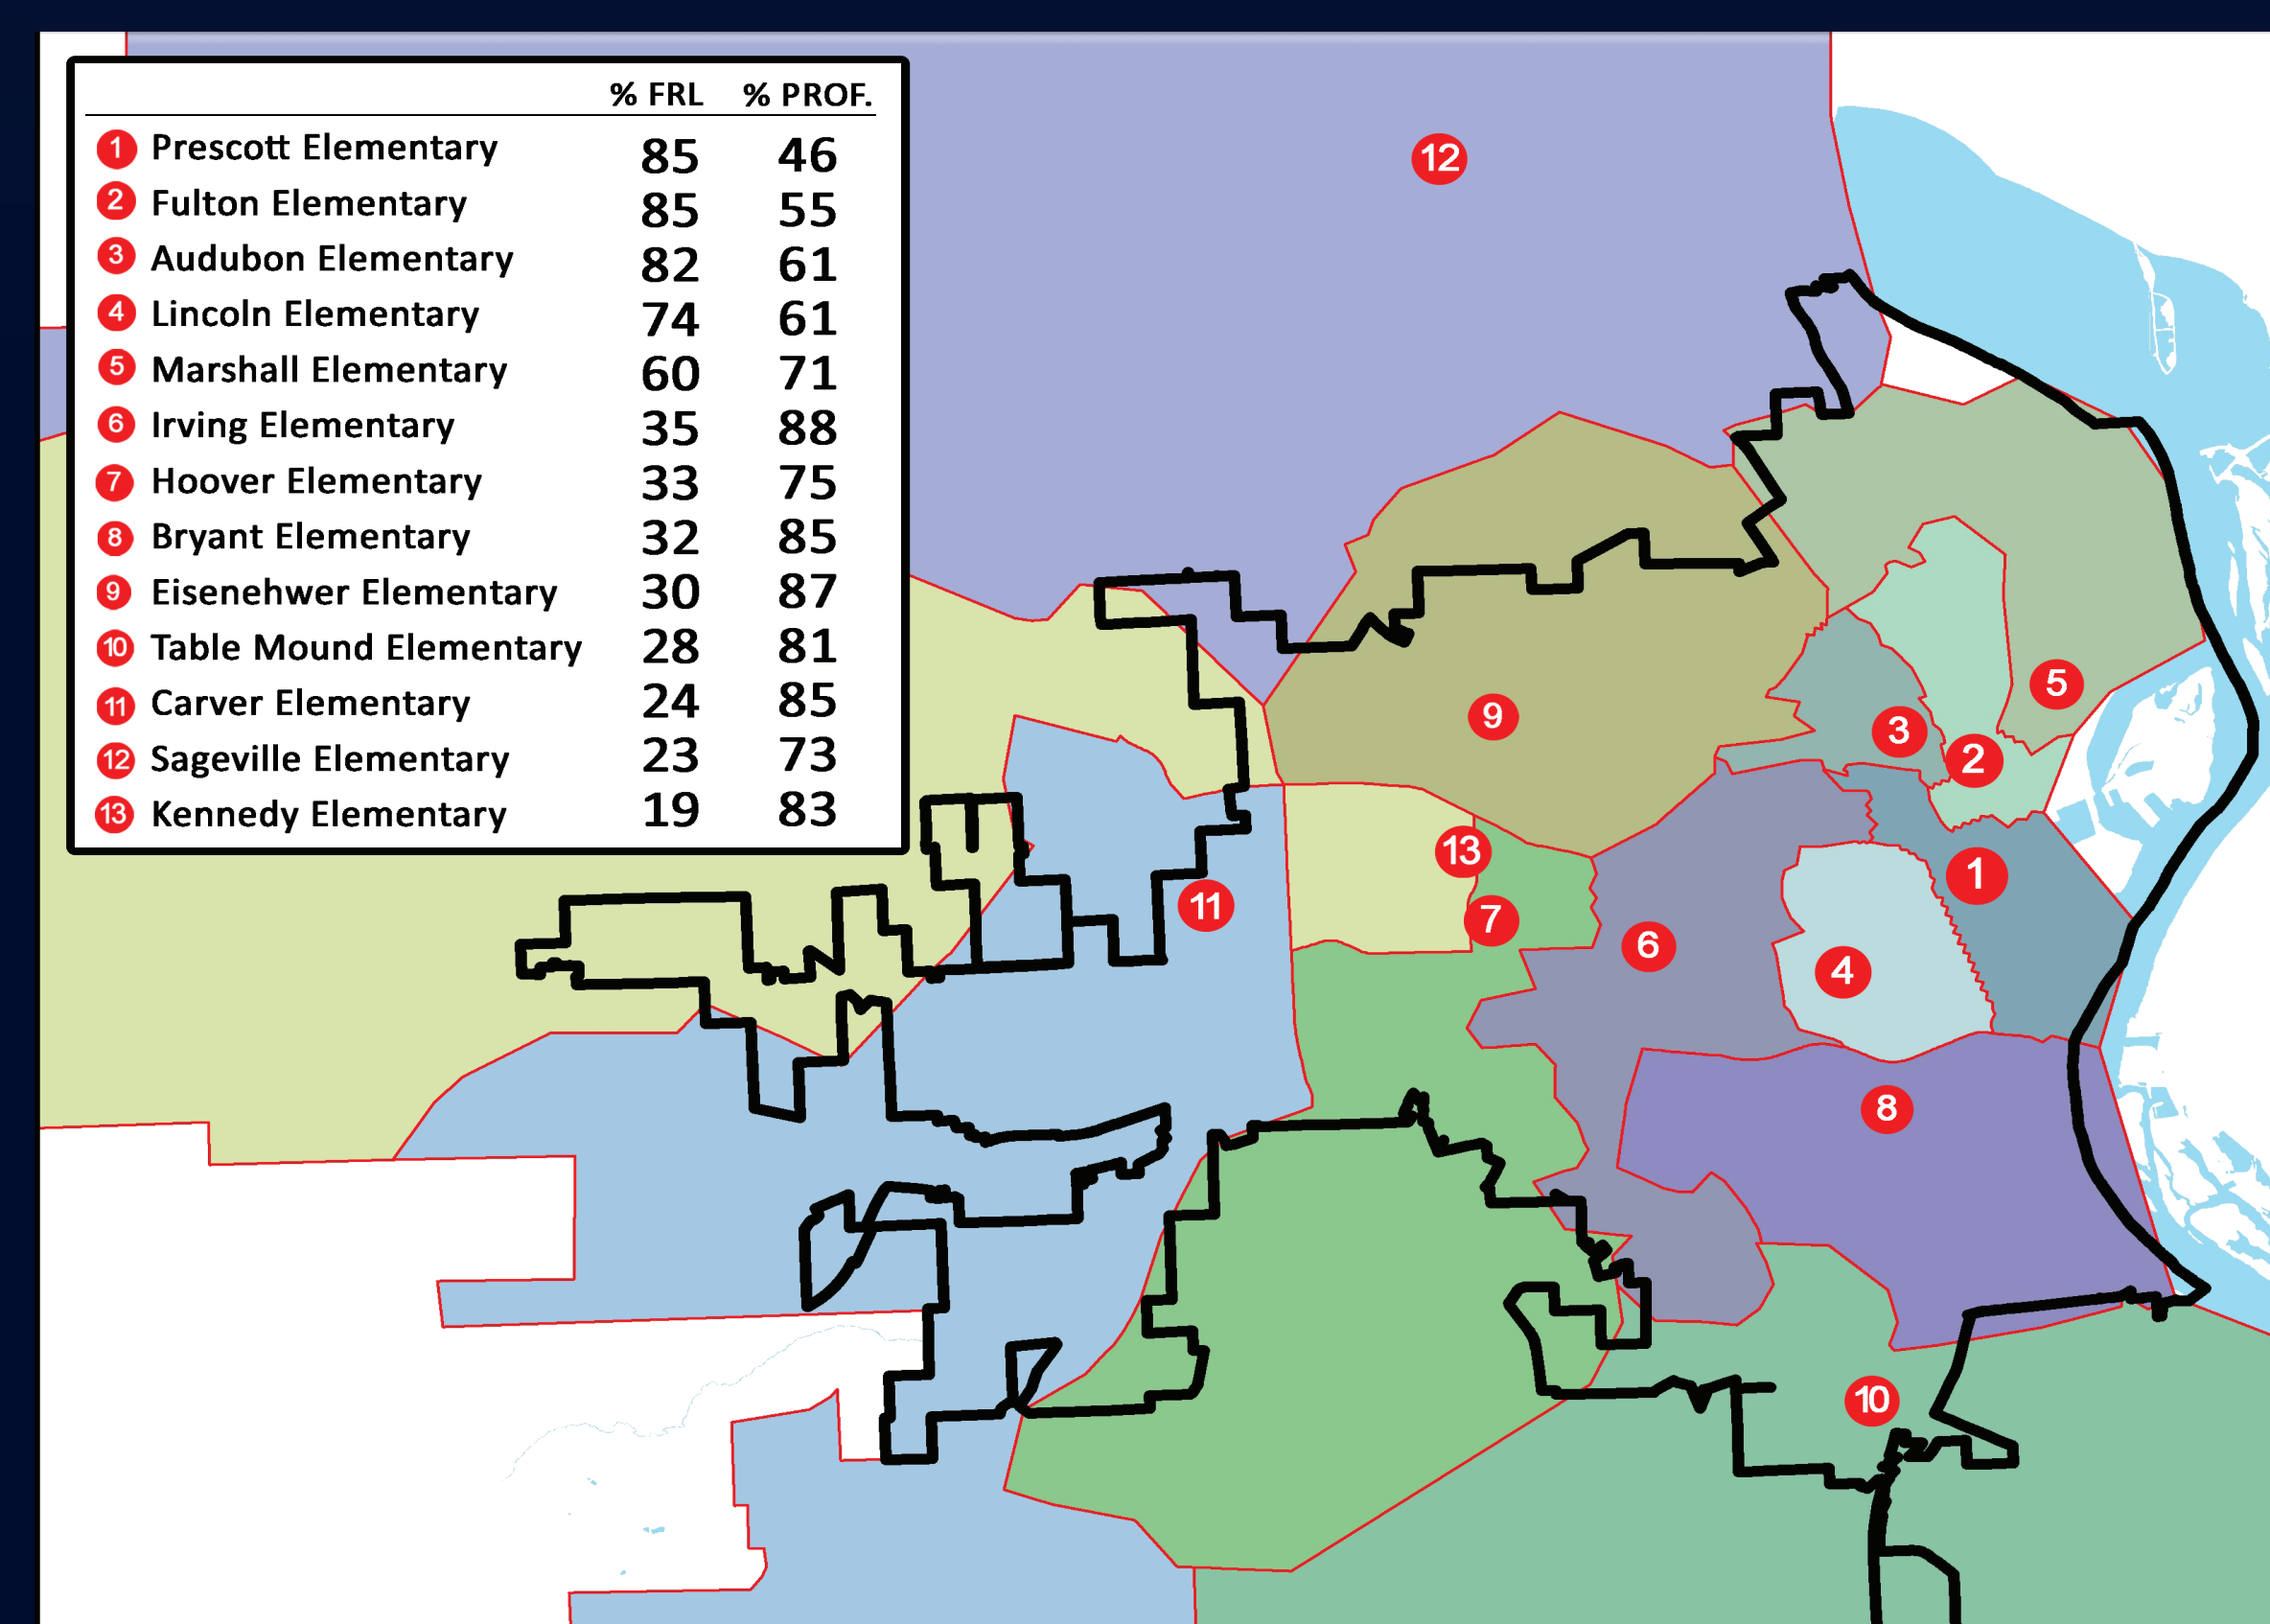 % FRL % PROF.
1 Prescott Elementary 85 46
2 Fulton Elementary 85 55
3 Audubon Elementary 82 61
4 Lincoln Elementary 74 61
5 Marshall Elementary 60 71
6 Irving Elementary 35 88
7 Hoover Elementary 33 75
8 Bryant Elementary 32 85
9 Eisenehwer Elementary 30 87
10 Table Mound Elementary 28 81
11 Carver Elementary 24 85
12 Sageville Elementary 23 73
13 Kennedy Elementary 19 83
12
5
9
3
2
13
1
11
7
6
4
8
10